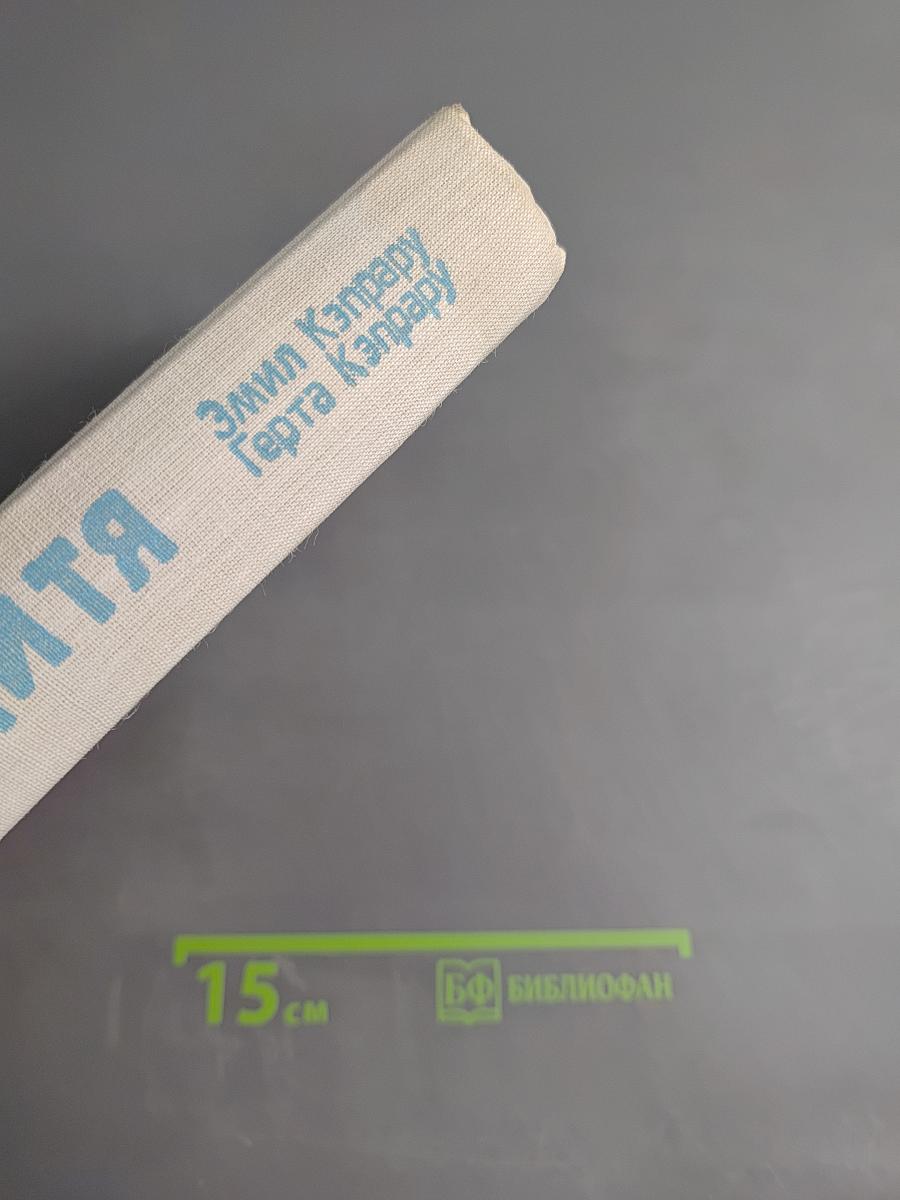 Эмил Кэпрару
Герта Кэпрару
ИТЯ
15 см
БФ БИБЛИОФАН